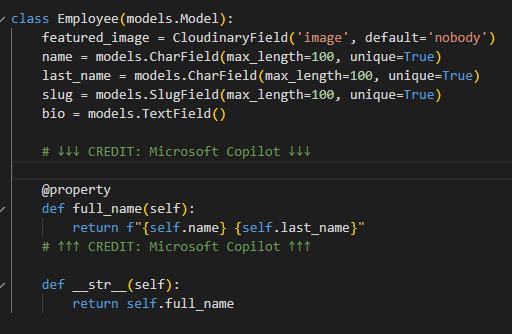 class Employee(models.Model):
    featured_image = CloudinaryField('image', default='nobody')
    name = models.CharField(max_length=100, unique=True)
    last_name = models.CharField(max_length=100, unique=True)
    slug = models.SlugField(max_length=100, unique=True)
    bio = models.TextField()
    # ↓↓↓ CREDIT: Microsoft Copilot ↓↓↓
    @property
    def full_name(self):
        return f"{self.name} {self.last_name}"
    # ↑↑↑ CREDIT: Microsoft Copilot ↑↑↑
    def __str__(self):
        return self.full_name